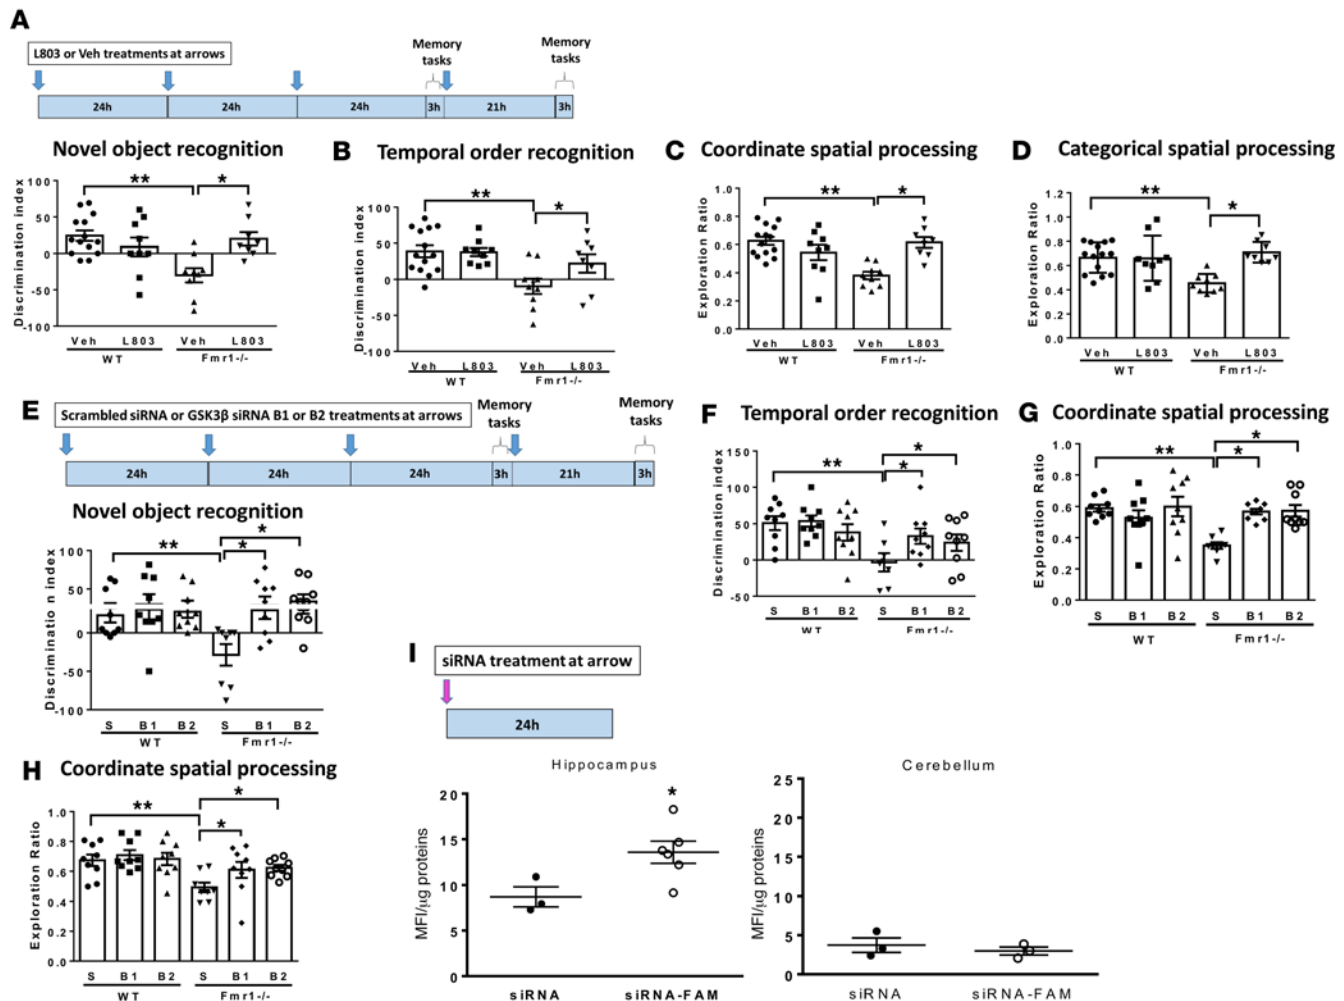 A
L803 or Veh treatments at arrows
Memory
tasks
Memory
tasks
24h
24h
24h
3h
21h
3h
Novel object recognition
Discrimination index
100
50
0
-50
-100
**
*
Veh
L803
Veh
L803
WT
Fmr1-/-
B
Temporal order recognition
Discrimination index
100
50
0
-50
-100
**
*
Veh
L803
Veh
L803
WT
Fmr1-/-
C
Coordinate spatial processing
Exploration Ratio
1.0
0.8
0.6
0.4
0.2
0.0
**
*
Veh
L803
Veh
L803
WT
Fmr1-/-
D
Categorical spatial processing
Exploration Ratio
1.2
1.0
0.8
0.6
0.4
0.2
0.0
**
*
Veh
L803
Veh
L803
WT
Fmr1-/-
E
Scrambled siRNA or GSK3β siRNA B1 or B2 treatments at arrows
Memory
tasks
Memory
tasks
24h
24h
24h
3h
21h
3h
Novel object recognition
Discrimination index
100
50
0
-50
-100
**
*
*
S
B1
B2
S
B1
B2
WT
Fmr1-/-
F
Temporal order recognition
Discrimination index
150
100
50
0
-50
**
*
*
S
B1
B2
S
B1
B2
WT
Fmr1-/-
G
Coordinate spatial processing
Exploration Ratio
1.0
0.8
0.6
0.4
0.2
0.0
**
*
*
S
B1
B2
S
B1
B2
WT
Fmr1-/-
H
Coordinate spatial processing
Exploration Ratio
1.0
0.8
0.6
0.4
0.2
0.0
**
*
*
S
B1
B2
S
B1
B2
WT
Fmr1-/-
I
siRNA treatment at arrow
24h
Hippocampus
MFI/µg proteins
20
15
10
5
0
*
siRNA
siRNA-FAM
Cerebellum
MFI/µg proteins
25
20
15
10
5
0
siRNA
siRNA-FAM